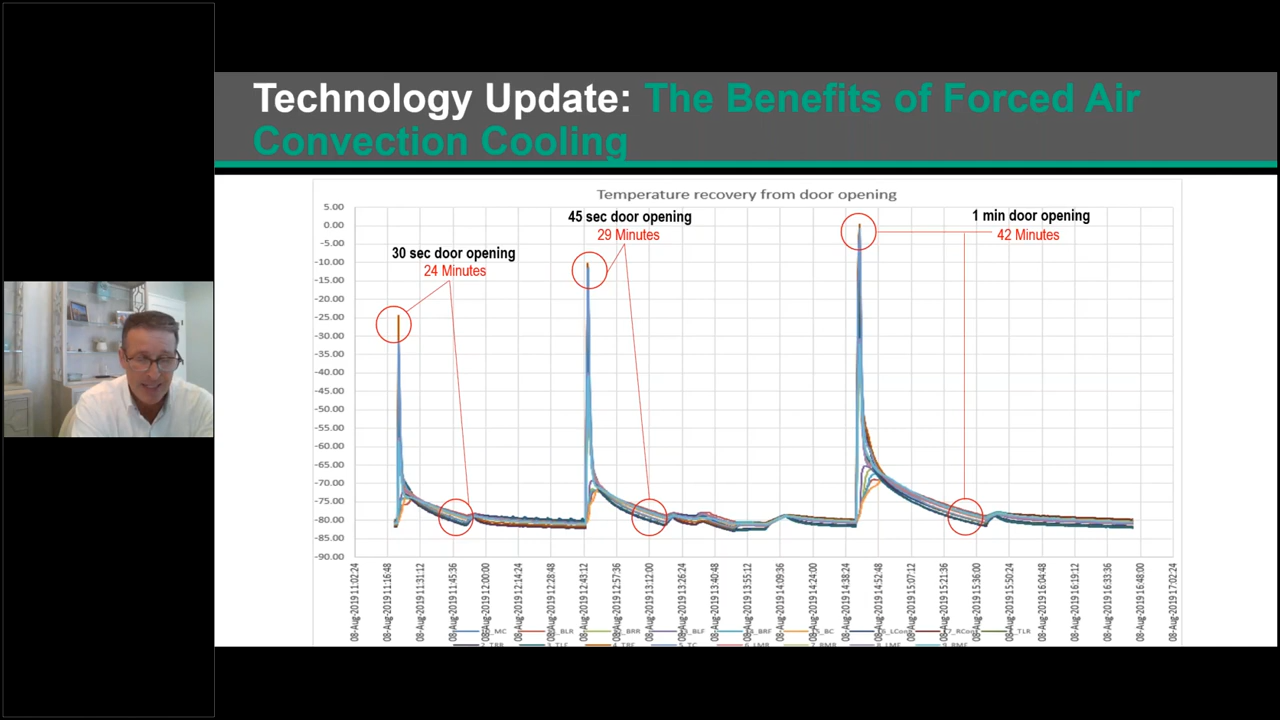 Technology Update: The Benefits of Forced Air
Convection Cooling
Temperature recovery from door opening
5.00
0.00
-5.00
-10.00
-15.00
-20.00
-25.00
-30.00
-35.00
-40.00
-45.00
-50.00
-55.00
-60.00
-65.00
-70.00
-75.00
-80.00
-85.00
-90.00
30 sec door opening
24 Minutes
45 sec door opening
29 Minutes
1 min door opening
42 Minutes
08-Aug-2019 11:02:24
08-Aug-2019 11:16:48
08-Aug-2019 11:31:12
08-Aug-2019 11:45:36
08-Aug-2019 12:00:00
08-Aug-2019 12:14:24
08-Aug-2019 12:28:48
08-Aug-2019 12:43:12
08-Aug-2019 12:57:36
08-Aug-2019 13:12:00
08-Aug-2019 13:26:24
08-Aug-2019 13:40:48
08-Aug-2019 13:55:12
08-Aug-2019 14:09:36
08-Aug-2019 14:24:00
08-Aug-2019 14:38:24
08-Aug-2019 14:52:48
08-Aug-2019 15:07:12
08-Aug-2019 15:21:36
08-Aug-2019 15:36:00
08-Aug-2019 15:50:24
08-Aug-2019 16:04:48
08-Aug-2019 16:19:12
08-Aug-2019 16:33:36
08-Aug-2019 16:48:00
08-Aug-2019 17:02:24